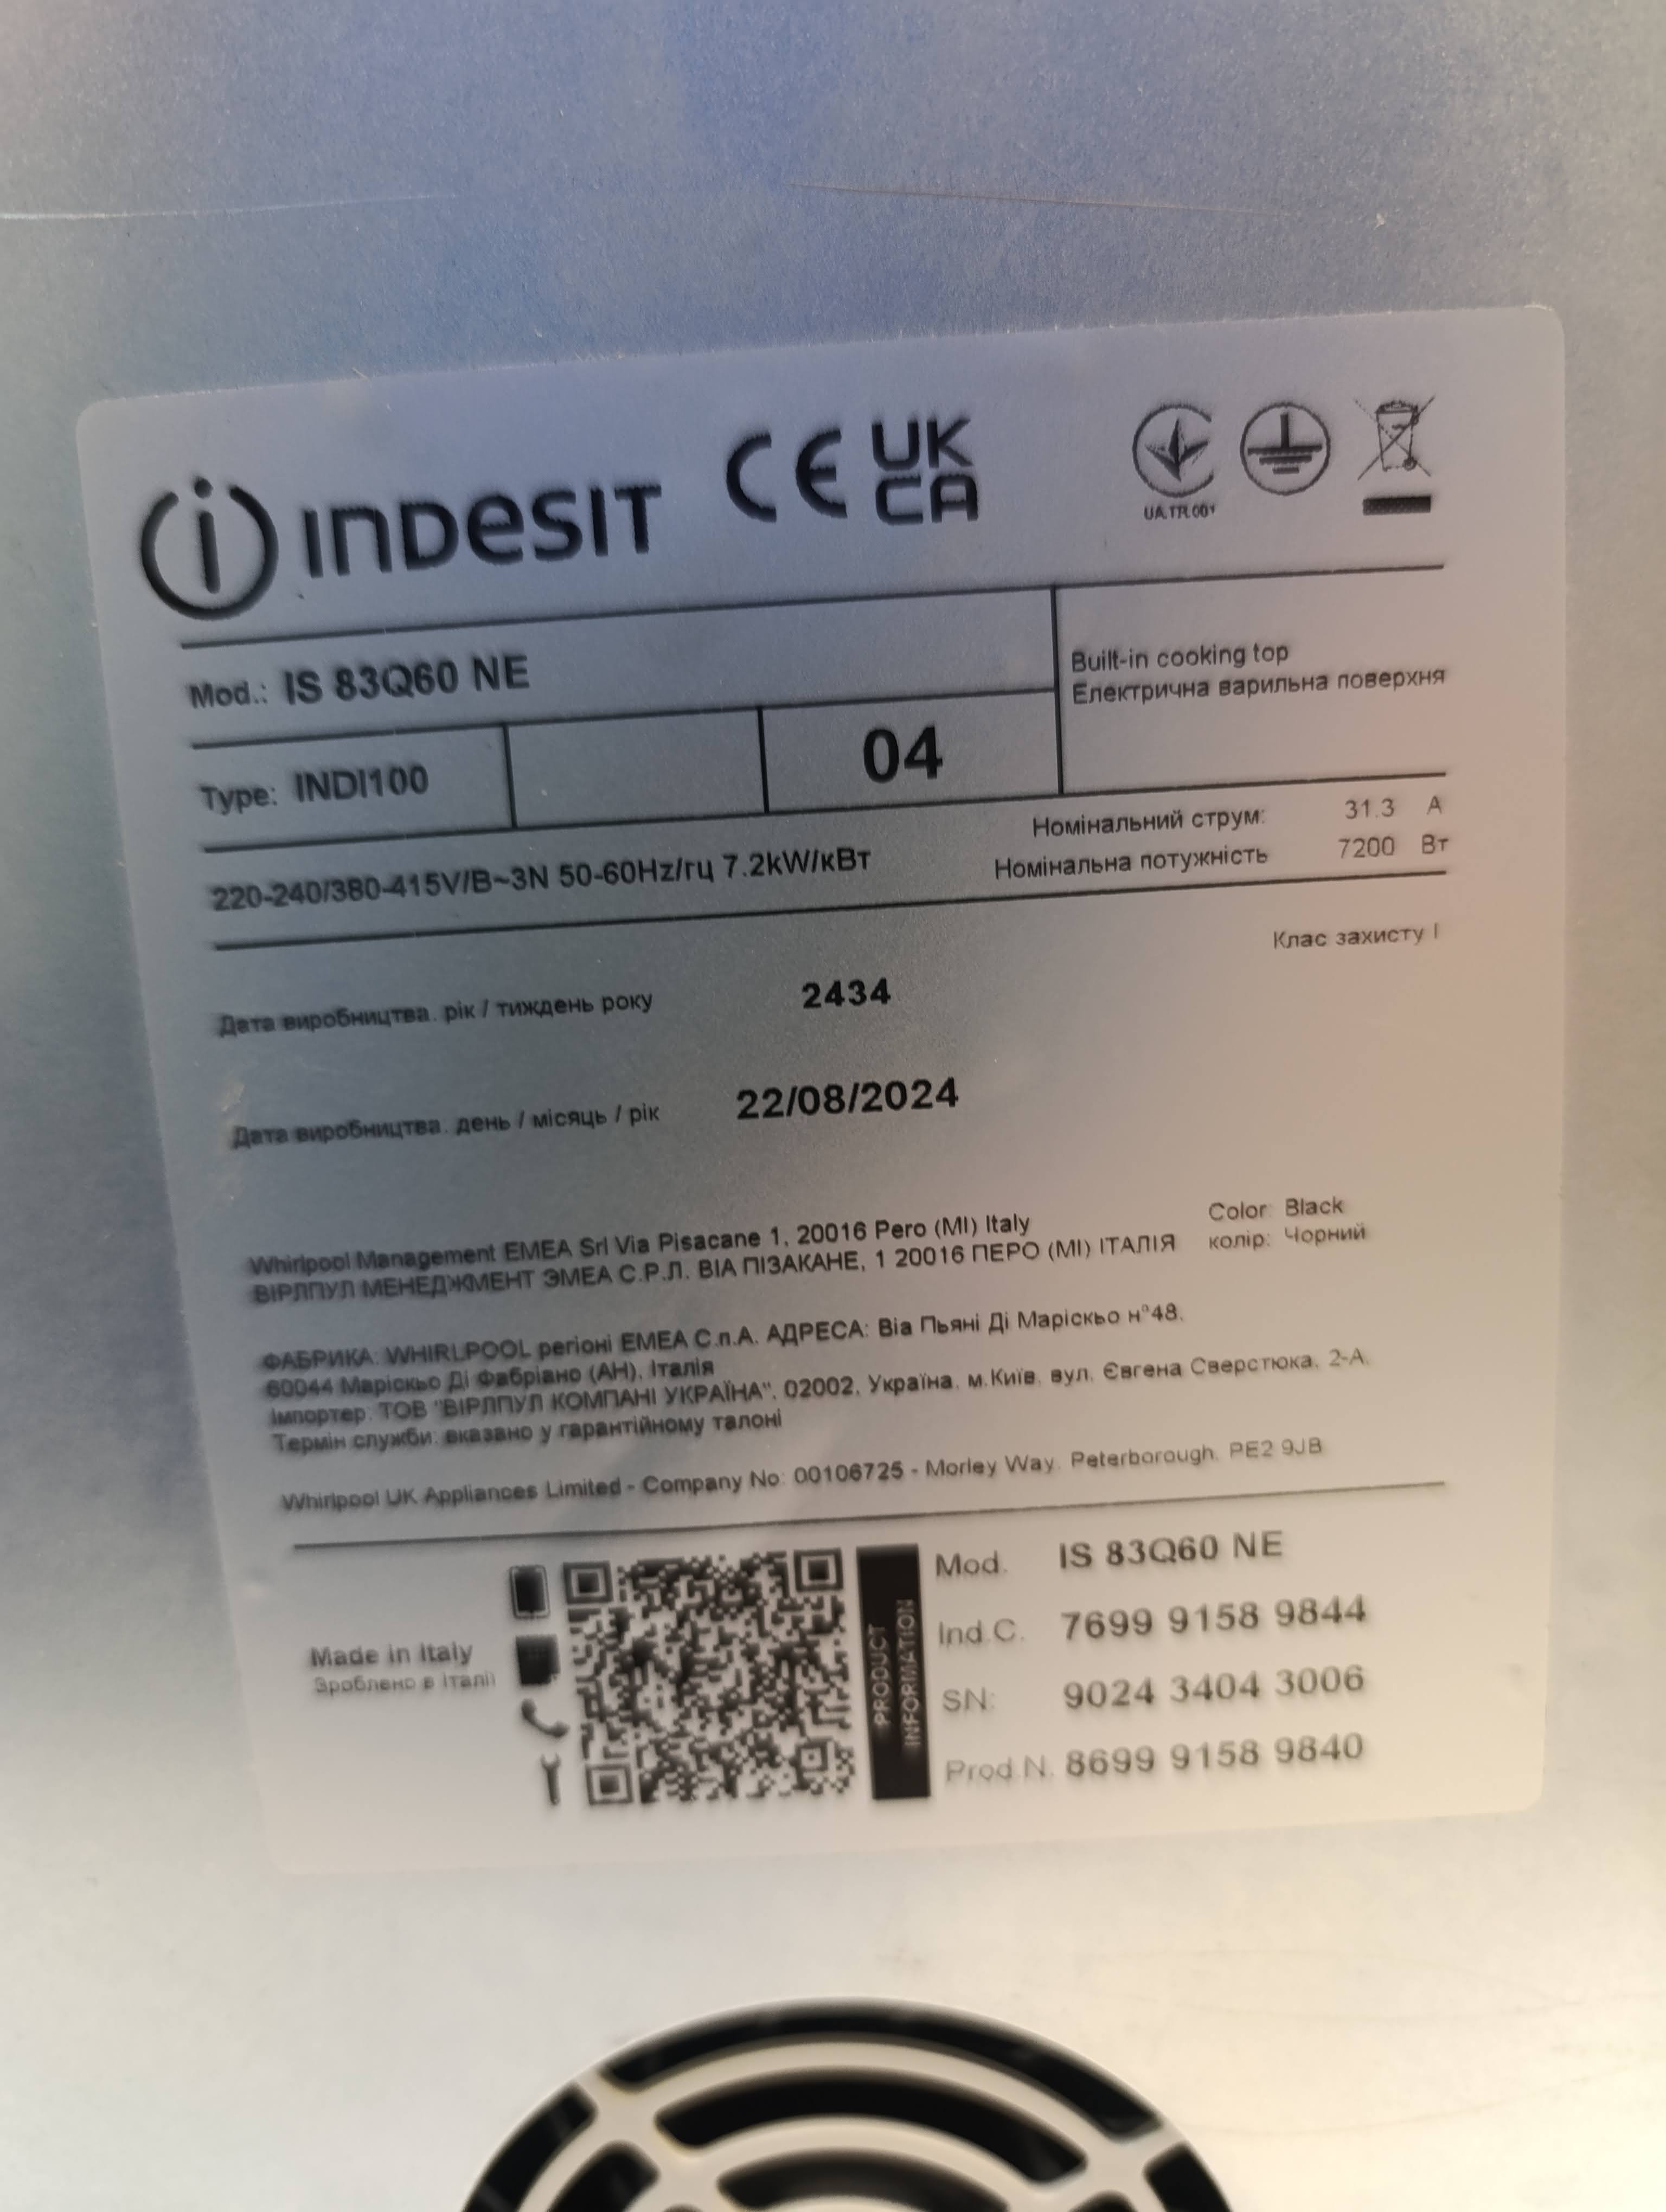 INDESIT CE UK CA
UA.TR.001
Mod.: IS 83Q60 NE
Built-in cooking top
Електрична варильна поверхня
Type: INDI100
04
220-240/380-415V/B~3N 50-60Hz/гц 7.2kW/кВт
Номінальний струм: 31.3 A
Номінальна потужність 7200 Вт
Клас захисту I
Дата виробництва. рік / тиждень року 2434
Дата виробництва. день / місяць / рік 22/08/2024
Whirlpool Management EMEA Srl Via Pisacane 1, 20016 Pero (MI) Italy
ВІРЛПУЛ МЕНЕДЖМЕНТ ЭМЕА С.Р.Л. ВІА ПІЗАКАНЕ, 1 20016 ПЕРО (МІ) ІТАЛІЯ
Color: Black
колір: Чорний
ФАБРИКА: WHIRLPOOL регіоні EMEA С.п.А. АДРЕСА: Віа Пьяні Ді Маріскьо н°48,
60044 Маріскьо Ді Фабріано (АН), Італія
Імпортер: ТОВ "ВІРЛПУЛ КОМПАНІ УКРАЇНА", 02002, Україна, м.Київ, вул. Євгена Сверстюка, 2-А,
Термін служби: вказано у гарантійному талоні
Whirlpool UK Appliances Limited - Company No: 00106725 - Morley Way, Peterborough, PE2 9JB
Made in Italy
Зроблено в Італії
PRODUCT
INFORMATION
Mod. IS 83Q60 NE
Ind.C. 7699 9158 9844
SN: 9024 3404 3006
Prod.N. 8699 9158 9840